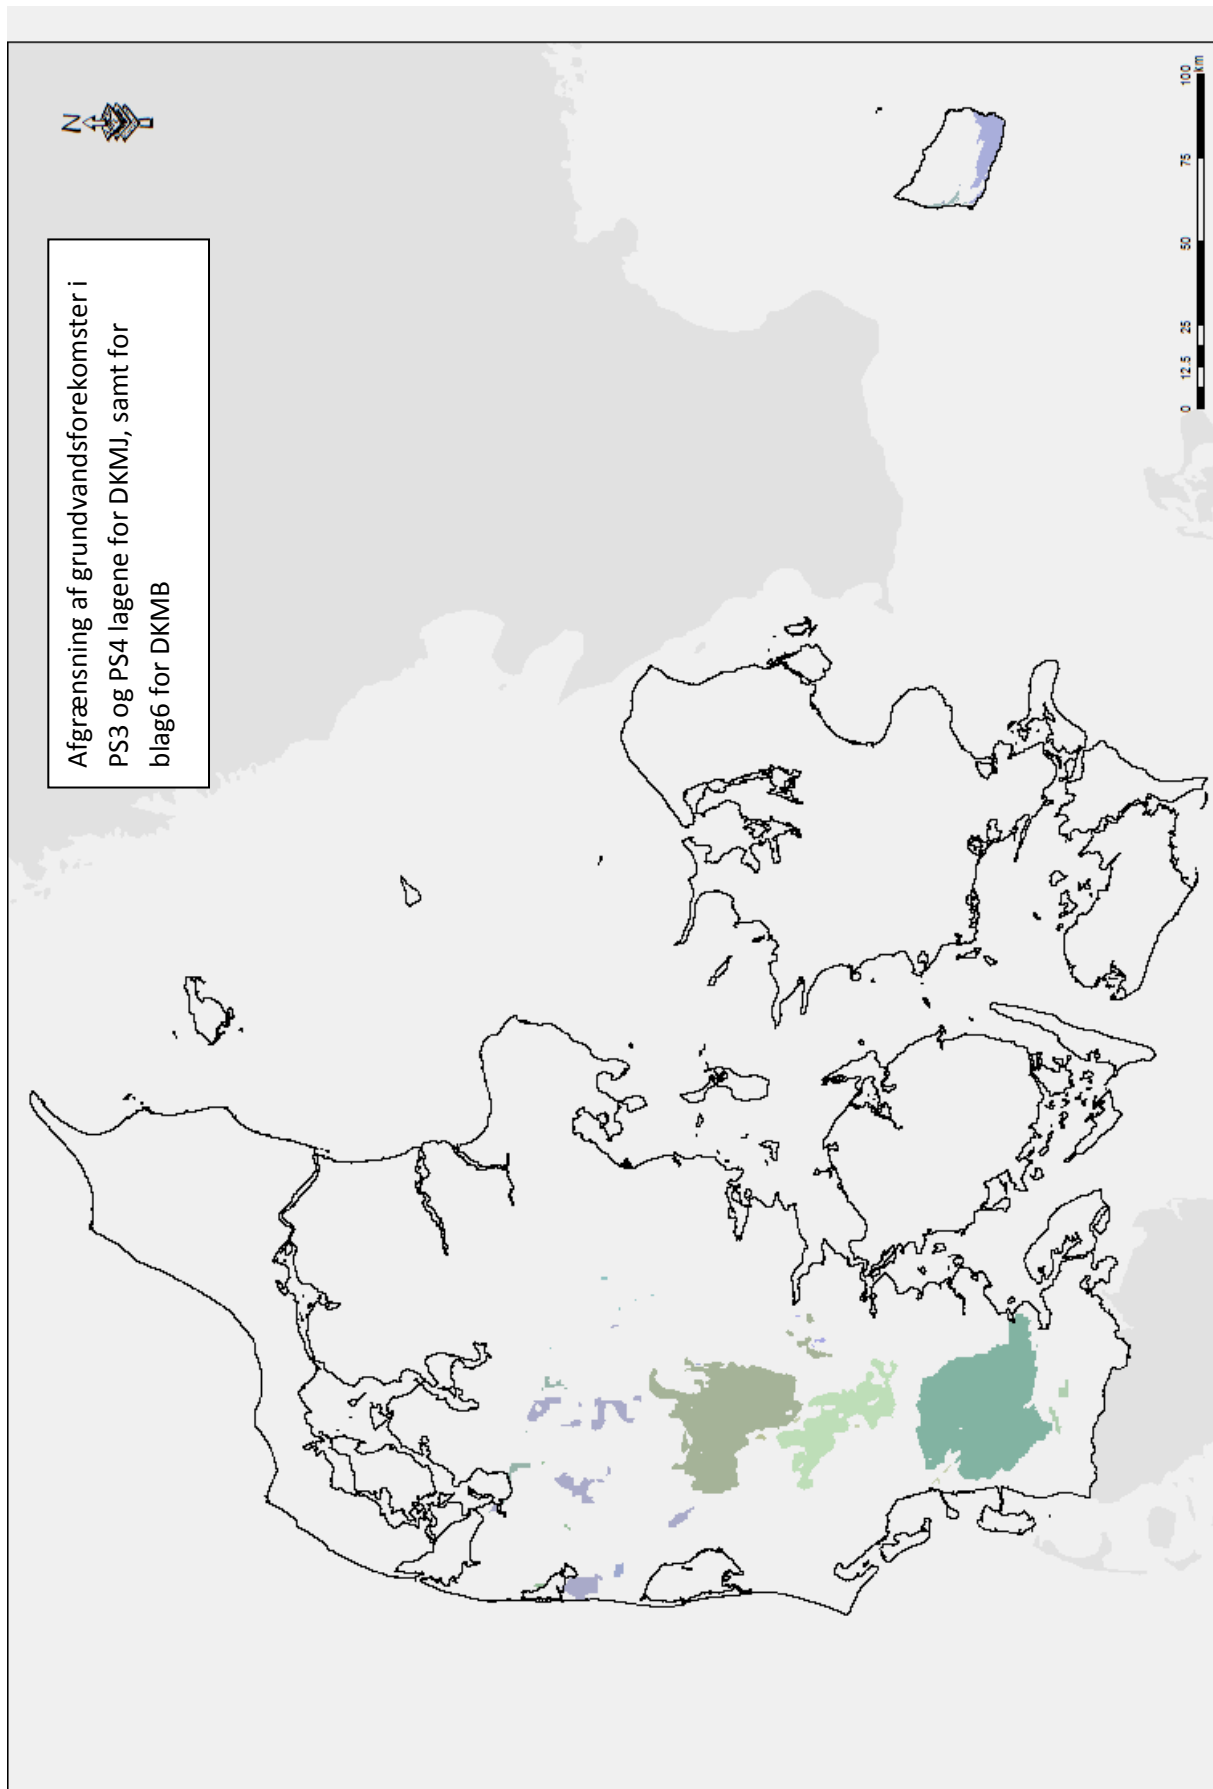 Afgrænsning af grundvandsforekomster i
PS3 og PS4 lagene for DKMJ, samt for
blag6 for DKMB
N
0 12.5 25 50 75 100
km